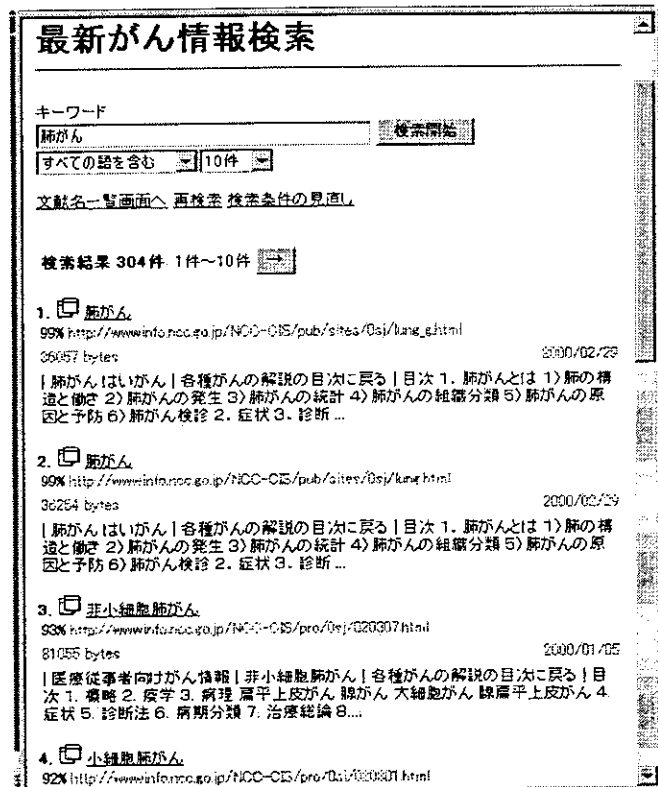 最新がん情報検索
キーワード
肺がん 検索開始
すべての語を含む 10件
文献名一覧画面へ 再検索 検索条件の見直し
検索結果 304件 1件～10件 →
1. 肺がん
99% http://wwwinfo.ncc.go.jp/NCC-CIS/pub/sites/0sj/lung_g.html
36057 bytes 2000/02/29
| 肺がん はいがん | 各種がんの解説の目次に戻る | 目次 1. 肺がんとは 1) 肺の構
造と働き 2) 肺がんの発生 3) 肺がんの統計 4) 肺がんの組織分類 5) 肺がんの原
因と予防 6) 肺がん検診 2. 症状 3. 診断 ...
2. 肺がん
99% http://wwwinfo.ncc.go.jp/NCC-CIS/pub/sites/0sj/lung.html
36254 bytes 2000/02/29
| 肺がん はいがん | 各種がんの解説の目次に戻る | 目次 1. 肺がんとは 1) 肺の構
造と働き 2) 肺がんの発生 3) 肺がんの統計 4) 肺がんの組織分類 5) 肺がんの原
因と予防 6) 肺がん検診 2. 症状 3. 診断 ...
3. 非小細胞肺がん
93% http://wwwinfo.ncc.go.jp/NCC-CIS/pro/0sj/020307.html
81055 bytes 2000/01/05
| 医療従事者向けがん情報 | 非小細胞肺がん | 各種がんの解説の目次に戻る | 目
次 1. 概略 2. 疫学 3. 病理 扁平上皮がん 腺がん 大細胞がん 腺扁平上皮がん 4.
症状 5. 診断法 6. 病期分類 7. 治療総論 8....
4. 小細胞肺がん
92% http://wwwinfo.ncc.go.jp/NCC-CIS/pro/0sj/020301.html